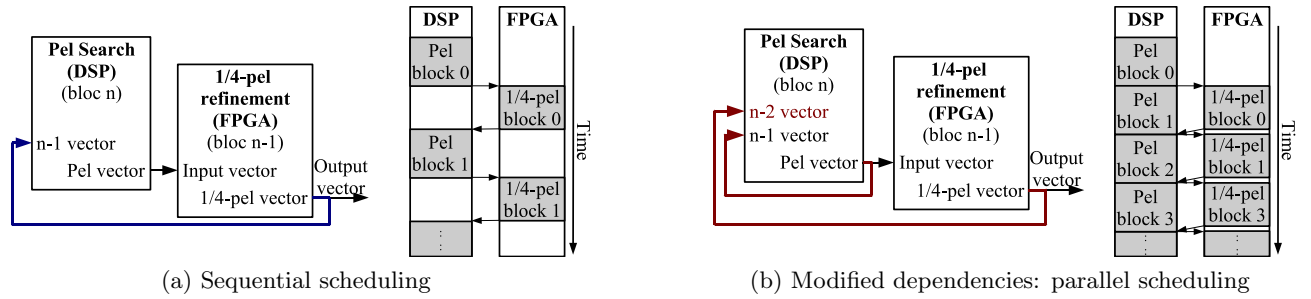 Pel Search
(DSP)
(bloc n)
n-1 vector
Pel vector
1/4-pel
refinement
(FPGA)
(bloc n-1)
Input vector
1/4-pel vector
Output
vector
DSP
FPGA
Pel
block 0
1/4-pel
block 0
Pel
block 1
1/4-pel
block 1
Time
(a) Sequential scheduling
Pel Search
(DSP)
(bloc n)
n-2 vector
n-1 vector
Pel vector
1/4-pel
refinement
(FPGA)
(bloc n-1)
Input vector
1/4-pel vector
Output
vector
DSP
FPGA
Pel
block 0
Pel
block 1
1/4-pel
block 0
Pel
block 2
1/4-pel
block 1
Pel
block 3
1/4-pel
block 3
Time
(b) Modified dependencies: parallel scheduling